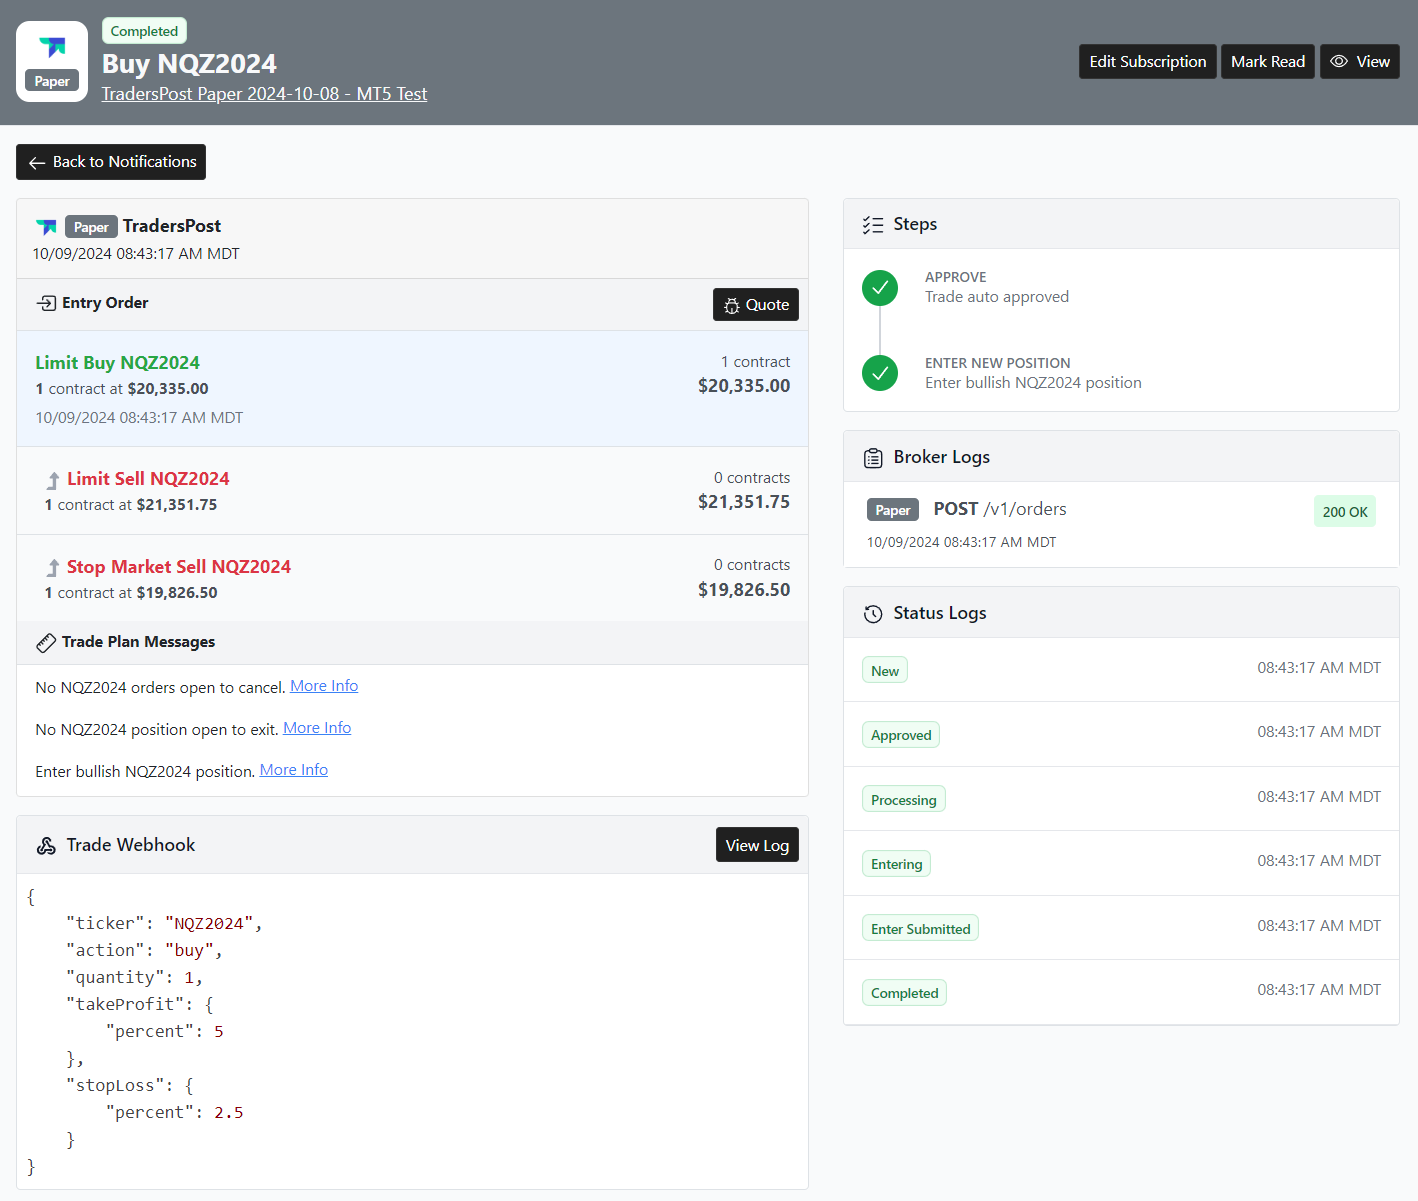 Completed
Paper
Buy NQZ2024
TradersPost Paper 2024-10-08 - MT5 Test
Edit Subscription
Mark Read
View
Back to Notifications
Paper TradersPost
10/09/2024 08:43:17 AM MDT
Entry Order
Quote
Limit Buy NQZ2024
1 contract
1 contract at $20,335.00
$20,335.00
10/09/2024 08:43:17 AM MDT
Limit Sell NQZ2024
0 contracts
1 contract at $21,351.75
$21,351.75
Stop Market Sell NQZ2024
0 contracts
1 contract at $19,826.50
$19,826.50
Trade Plan Messages
No NQZ2024 orders open to cancel. More Info
No NQZ2024 position open to exit. More Info
Enter bullish NQZ2024 position. More Info
Trade Webhook
View Log
{
"ticker": "NQZ2024",
"action": "buy",
"quantity": 1,
"takeProfit": {
"percent": 5
},
"stopLoss": {
"percent": 2.5
}
}
Steps
APPROVE
Trade auto approved
ENTER NEW POSITION
Enter bullish NQZ2024 position
Broker Logs
Paper POST /v1/orders
200 OK
10/09/2024 08:43:17 AM MDT
Status Logs
New 08:43:17 AM MDT
Approved 08:43:17 AM MDT
Processing 08:43:17 AM MDT
Entering 08:43:17 AM MDT
Enter Submitted 08:43:17 AM MDT
Completed 08:43:17 AM MDT